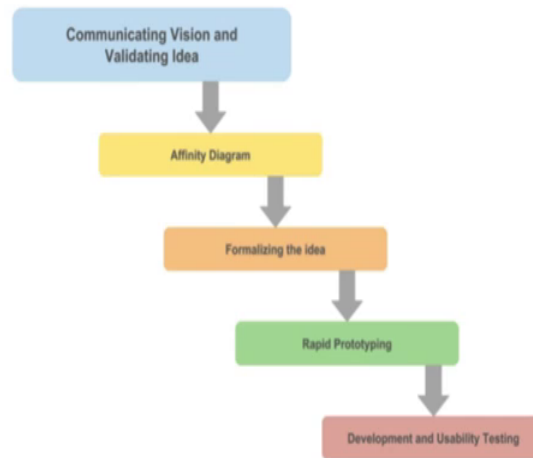 Communicating Vision and
Validating Idea
Affinity Diagram
Formalizing the idea
Rapid Prototyping
Development and Usability Testing